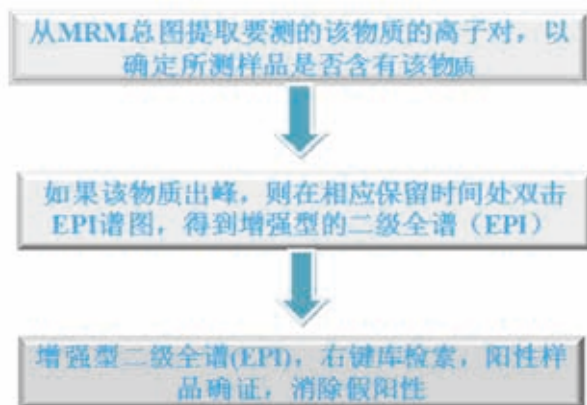 从MRM总图提取要测的该物质的离子对，以
确定所测样品是否含有该物质
如果该物质出峰，则在相应保留时间处双击
EPI谱图，得到增强型的二级全谱（EPI）
增强型二级全谱(EPI)，右键库检素，阳性样
品确证，消除假阳性